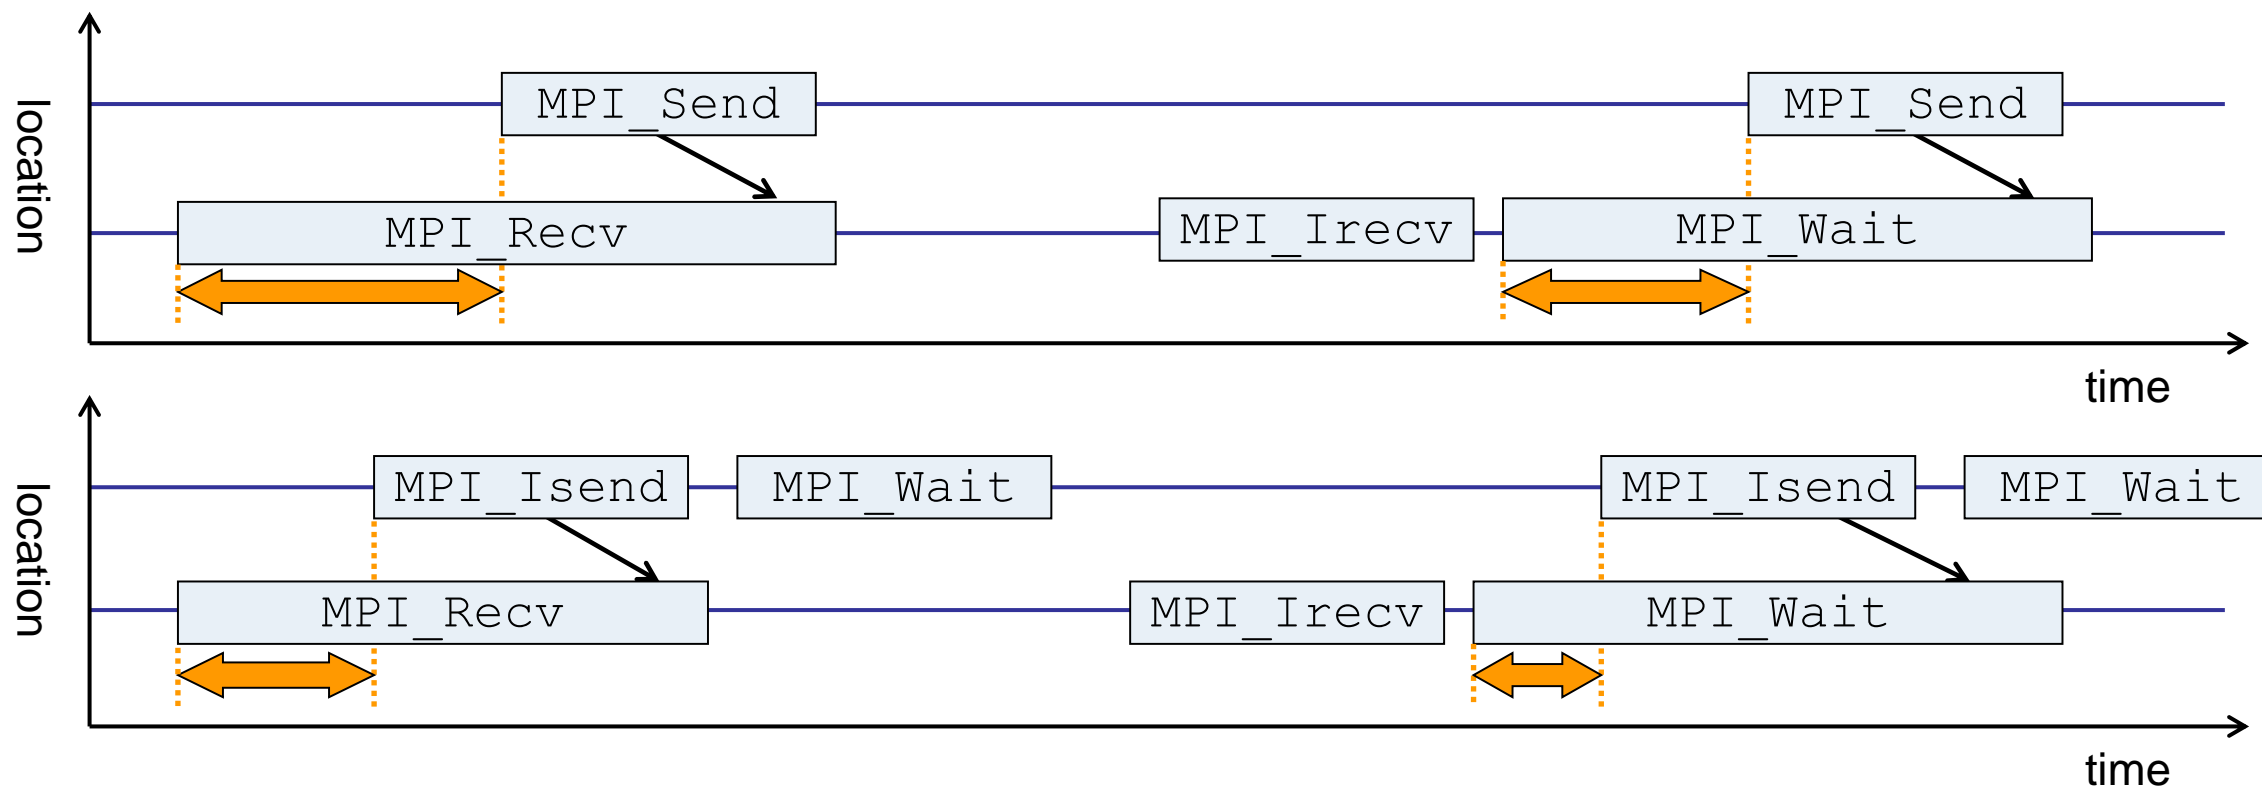 location
MPI_Send
MPI_Send
MPI_Recv
MPI_Irecv
MPI_Wait
time
location
MPI_Isend
MPI_Wait
MPI_Isend
MPI_Wait
MPI_Recv
MPI_Irecv
MPI_Wait
time